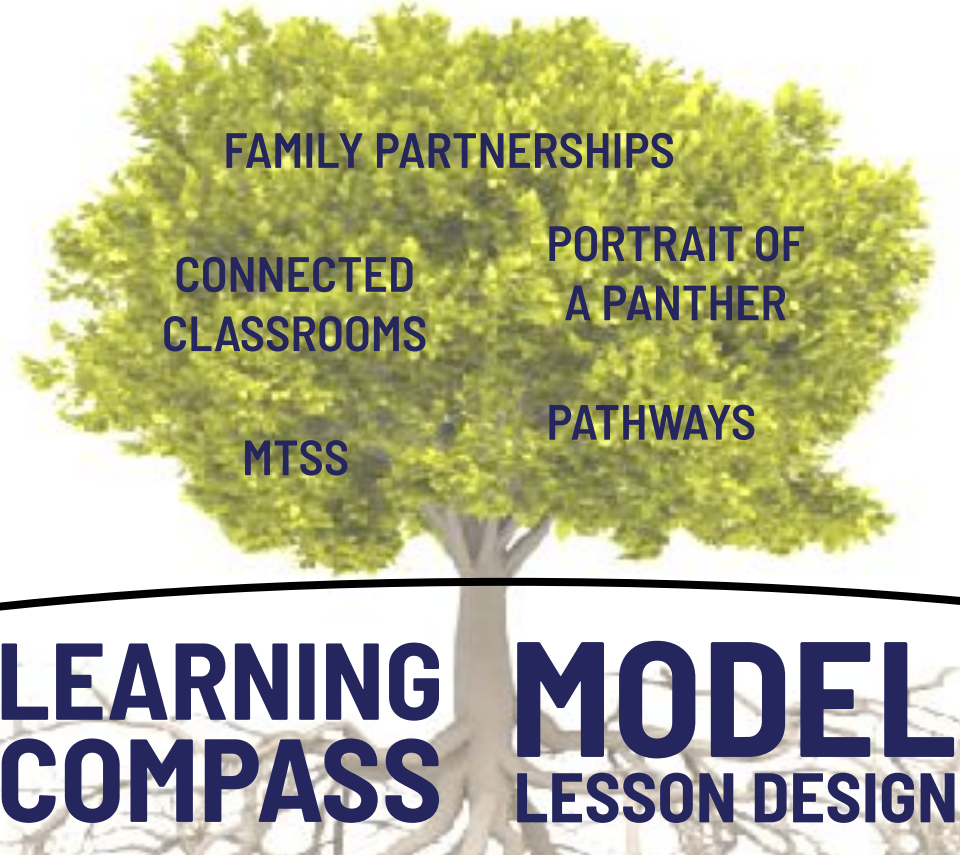 FAMILY PARTNERSHIPS
CONNECTED
CLASSROOMS
PORTRAIT OF
A PANTHER
MTSS
PATHWAYS
LEARNING
COMPASS
MODEL
LESSON DESIGN